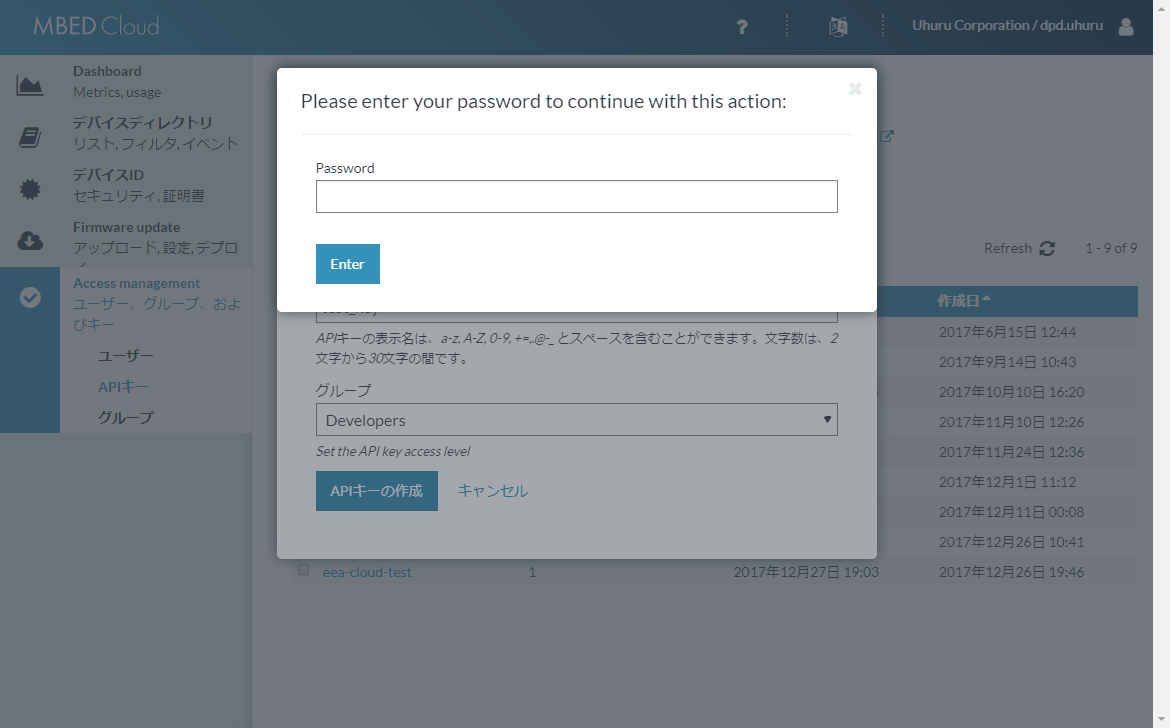 MBED Cloud
?
Uhuru Corporation / dpd.uhuru
Dashboard
Metrics, usage
デバイスディレクトリ
リスト, フィルタ, イベント
デバイスID
セキュリティ, 証明書
Firmware update
アップロード, 設定, デプロ
Access management
ユーザー、グループ、およ
びキー
ユーザー
APIキー
グループ
Please enter your password to continue with this action:
Password
Enter
APIキーの表示名は、a-z, A-Z, 0-9, +=,.@-_ とスペースを含むことができます。文字数は、2
文字から30文字の間です。
グループ
Developers
Set the API key access level
APIキーの作成 キャンセル
Refresh 1 - 9 of 9
作成日
2017年6月15日 12:44
2017年9月14日 10:43
2017年10月10日 16:20
2017年11月10日 12:26
2017年11月24日 12:36
2017年12月1日 11:12
2017年12月11日 00:08
2017年12月26日 10:41
eea-cloud-test 1 2017年12月27日 19:03 2017年12月26日 19:46